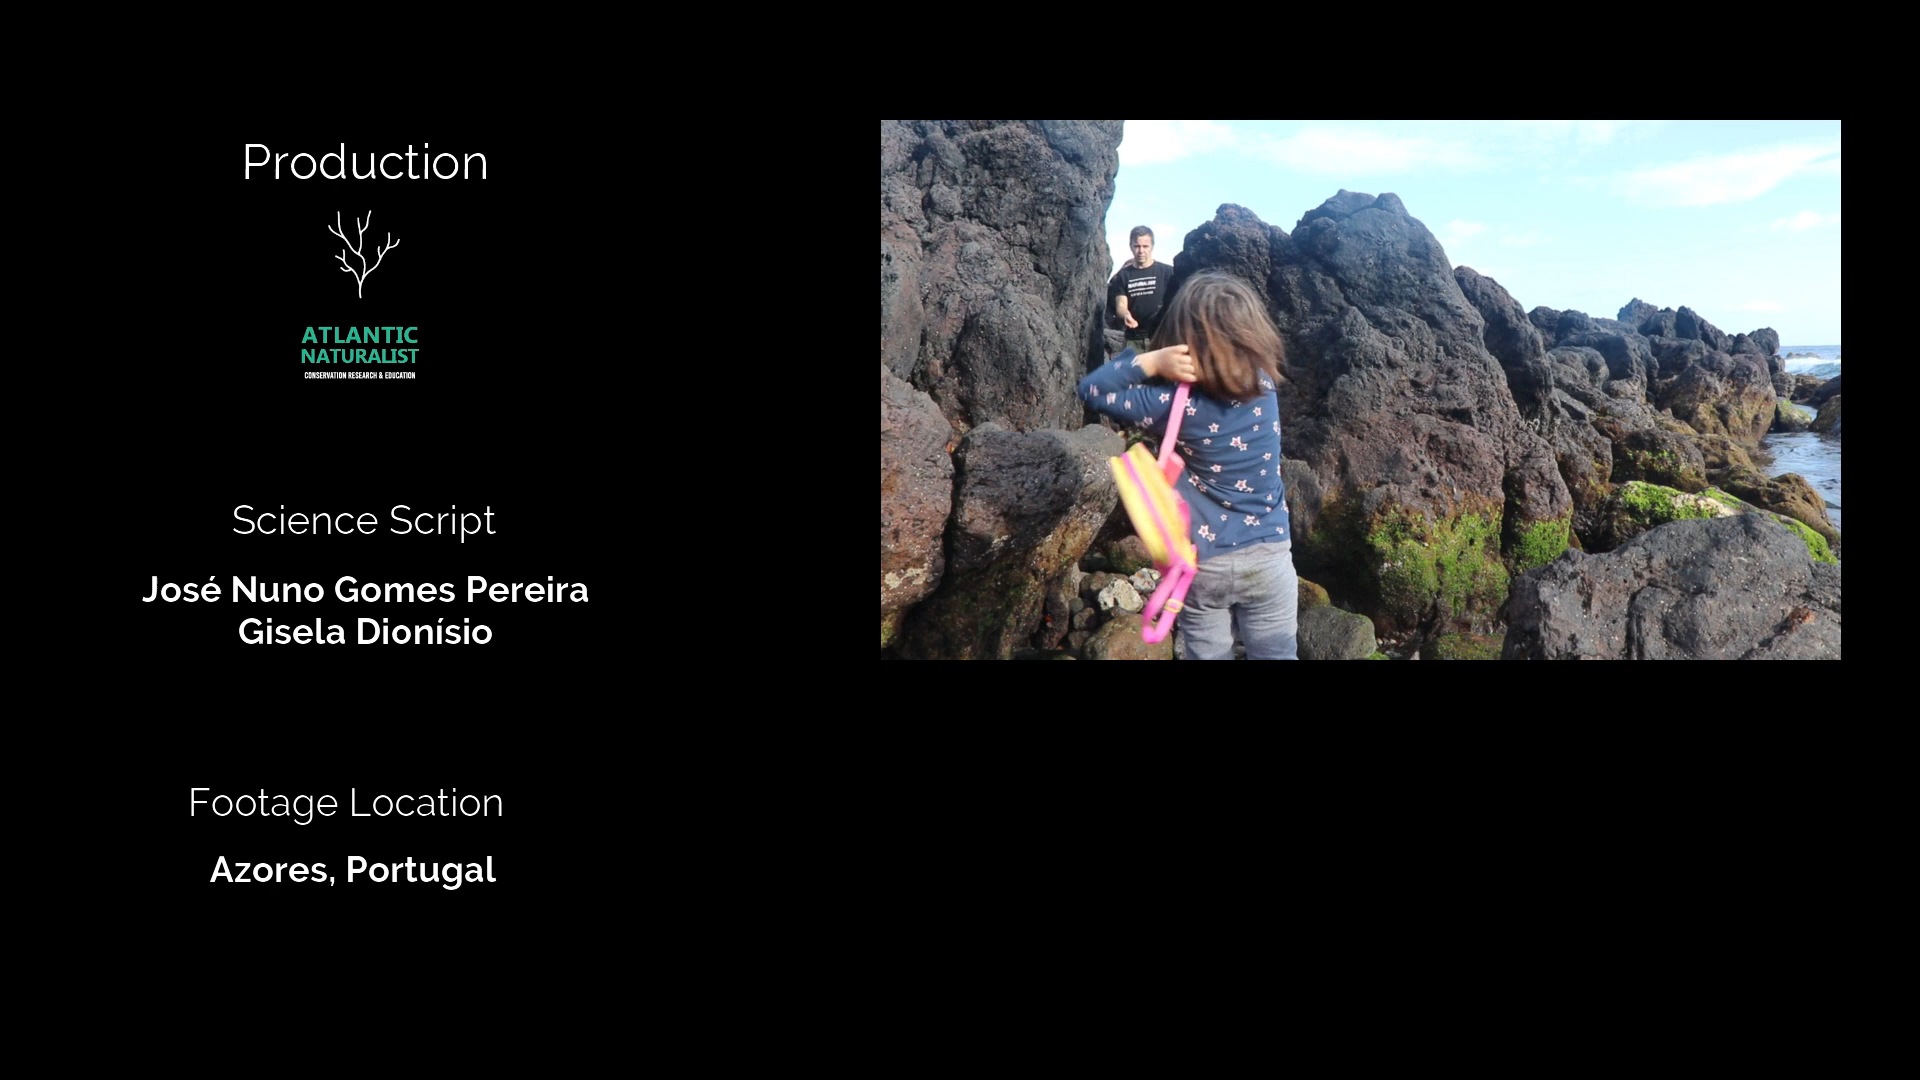 Production
ATLANTIC
NATURALIST
CONSERVATION RESEARCH & EDUCATION
Science Script
José Nuno Gomes Pereira
Gisela Dionísio
Footage Location
Azores, Portugal